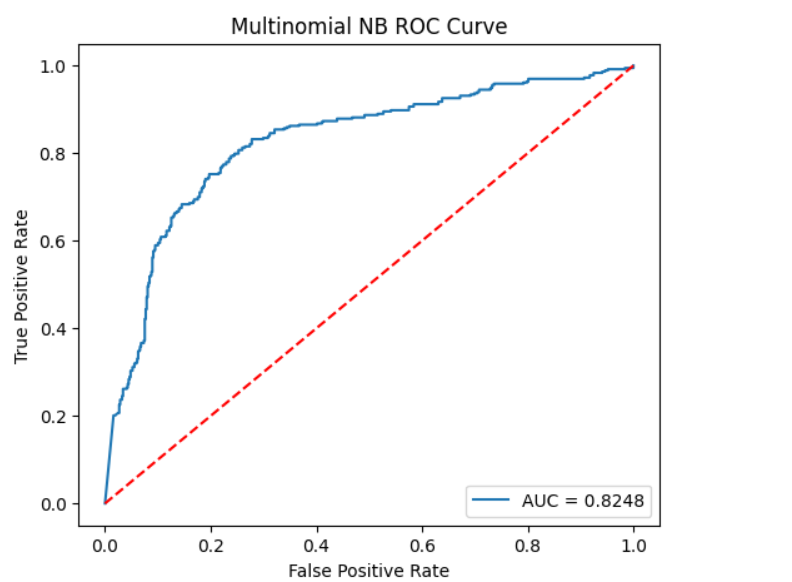 Multinomial NB ROC Curve
1.0
0.8
0.6
0.4
0.2
0.0
True Positive Rate
AUC = 0.8248
0.0 0.2 0.4 0.6 0.8 1.0
False Positive Rate